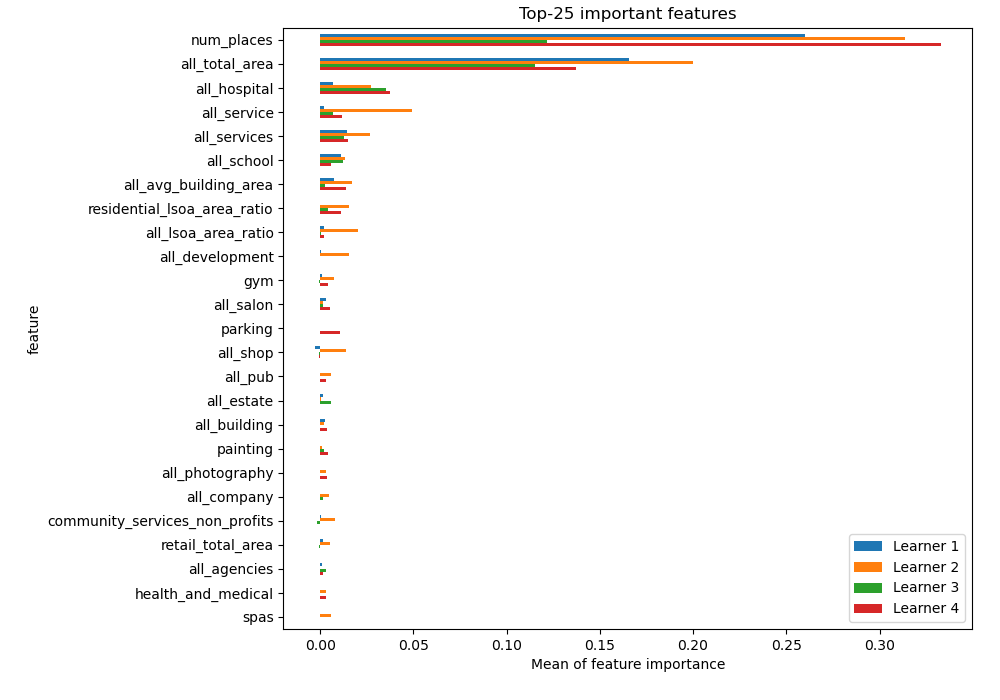 Top-25 important features
num_places
all_total_area
all_hospital
all_service
all_services
all_school
all_avg_building_area
residential_lsoa_area_ratio
all_lsoa_area_ratio
all_development
gym
all_salon
parking
all_shop
all_pub
all_estate
all_building
painting
all_photography
all_company
community_services_non_profits
retail_total_area
all_agencies
health_and_medical
spas
feature
Learner 1
Learner 2
Learner 3
Learner 4
0.00 0.05 0.10 0.15 0.20 0.25 0.30
Mean of feature importance